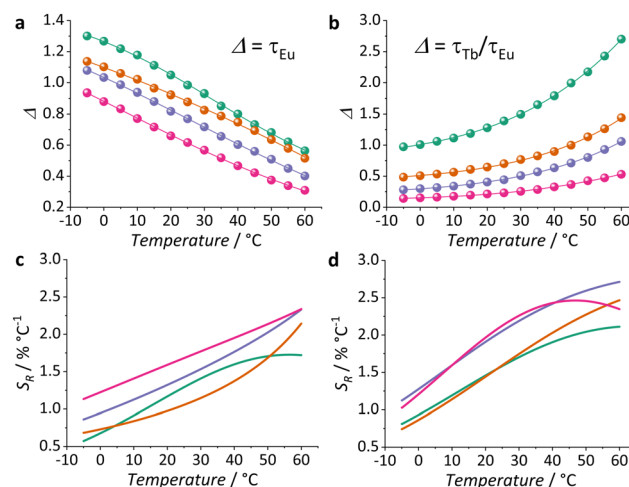 a
b
1.4
1.2
1.0
0.8
0.6
0.4
0.2
Δ
Δ = τEu
-10 0 10 20 30 40 50 60
Temperature / °C
3.0
2.5
2.0
1.5
1.0
0.5
0.0
Δ
Δ = τTb/τEu
-10 0 10 20 30 40 50 60
Temperature / °C
c
d
3.0
2.5
2.0
1.5
1.0
0.5
SR / % °C-1
-10 0 10 20 30 40 50 60
Temperature / °C
3.0
2.5
2.0
1.5
1.0
0.5
SR / % °C-1
-10 0 10 20 30 40 50 60
Temperature / °C